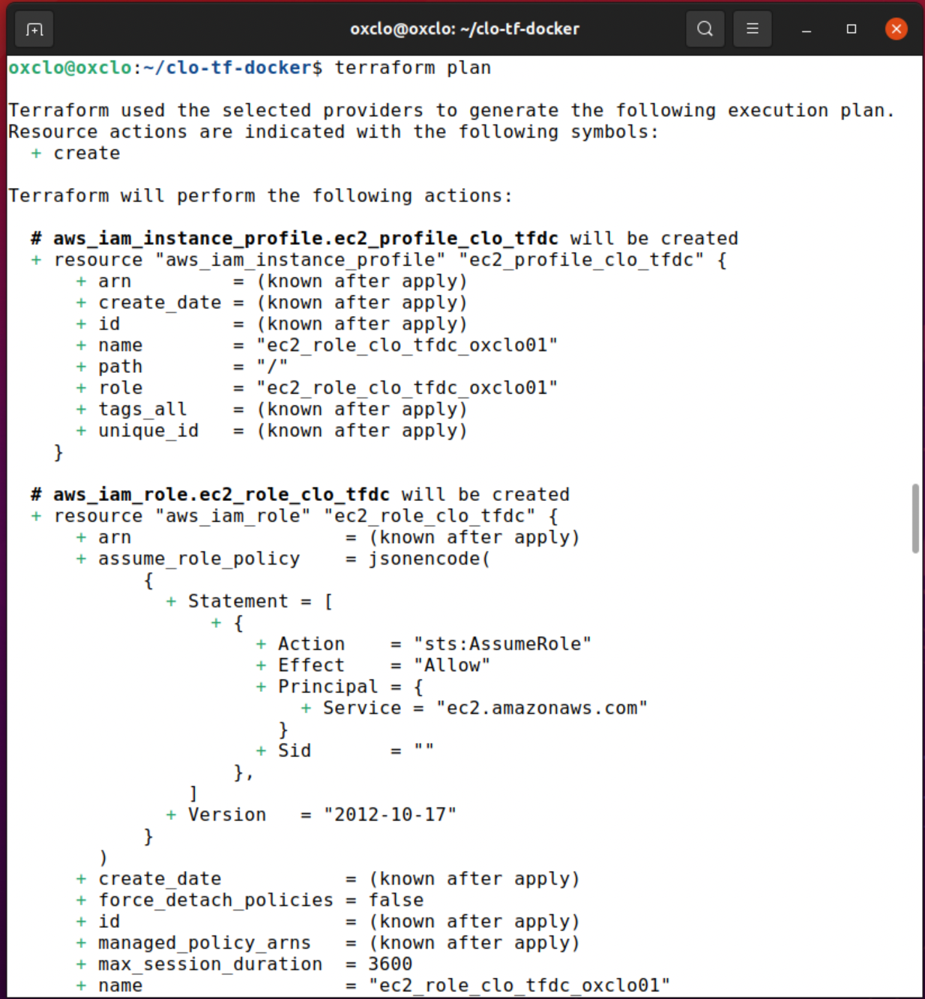 oxclo@oxclo: ~/clo-tf-docker
oxclo@oxclo:~/clo-tf-docker$ terraform plan
Terraform used the selected providers to generate the following execution plan.
Resource actions are indicated with the following symbols:
  + create
Terraform will perform the following actions:
  # aws_iam_instance_profile.ec2_profile_clo_tfdc will be created
  + resource "aws_iam_instance_profile" "ec2_profile_clo_tfdc" {
      + arn         = (known after apply)
      + create_date = (known after apply)
      + id          = (known after apply)
      + name        = "ec2_role_clo_tfdc_oxclo01"
      + path        = "/"
      + role        = "ec2_role_clo_tfdc_oxclo01"
      + tags_all    = (known after apply)
      + unique_id   = (known after apply)
    }
  # aws_iam_role.ec2_role_clo_tfdc will be created
  + resource "aws_iam_role" "ec2_role_clo_tfdc" {
      + arn                   = (known after apply)
      + assume_role_policy    = jsonencode(
            {
              + Statement = [
                  + {
                      + Action    = "sts:AssumeRole"
                      + Effect    = "Allow"
                      + Principal = {
                          + Service = "ec2.amazonaws.com"
                        }
                      + Sid       = ""
                    },
                ]
              + Version   = "2012-10-17"
            }
        )
      + create_date           = (known after apply)
      + force_detach_policies = false
      + id                    = (known after apply)
      + managed_policy_arns   = (known after apply)
      + max_session_duration  = 3600
      + name                  = "ec2_role_clo_tfdc_oxclo01"